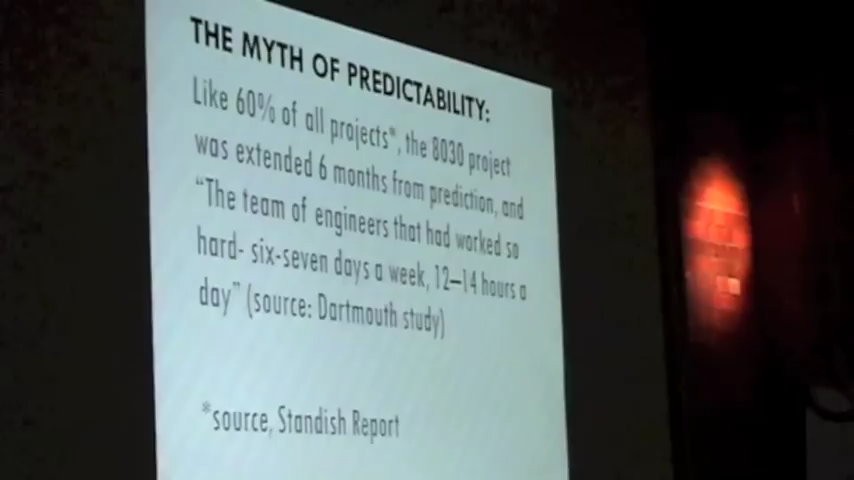 THE MYTH OF PREDICTABILITY:
Like 60% of all projects*, the 8030 project
was extended 6 months from prediction, and
“The team of engineers that had worked so
hard- six-seven days a week, 12–14 hours a
day” (source: Dartmouth study)
*source, Standish Report